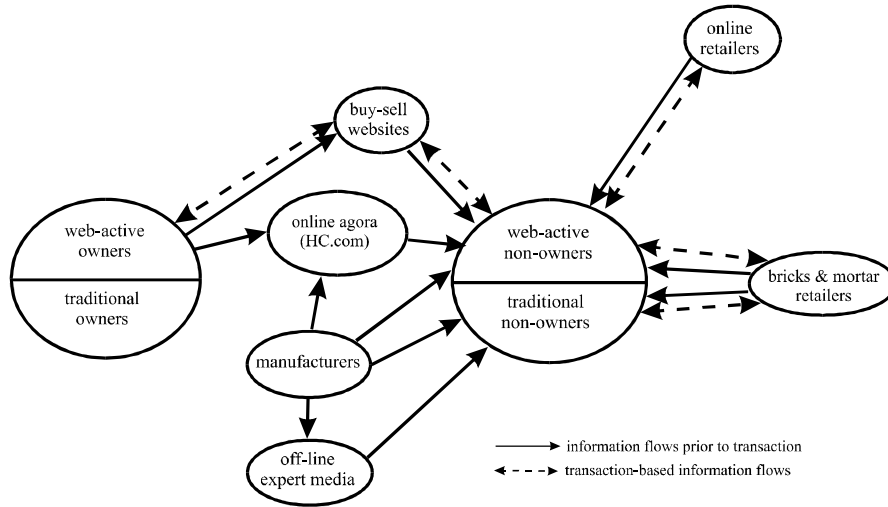 online
retailers
buy-sell
websites
web-active
owners
online agora
(HC.com)
web-active
non-owners
traditional
owners
traditional
non-owners
bricks & mortar
retailers
manufacturers
off-line
expert media
information flows prior to transaction
transaction-based information flows